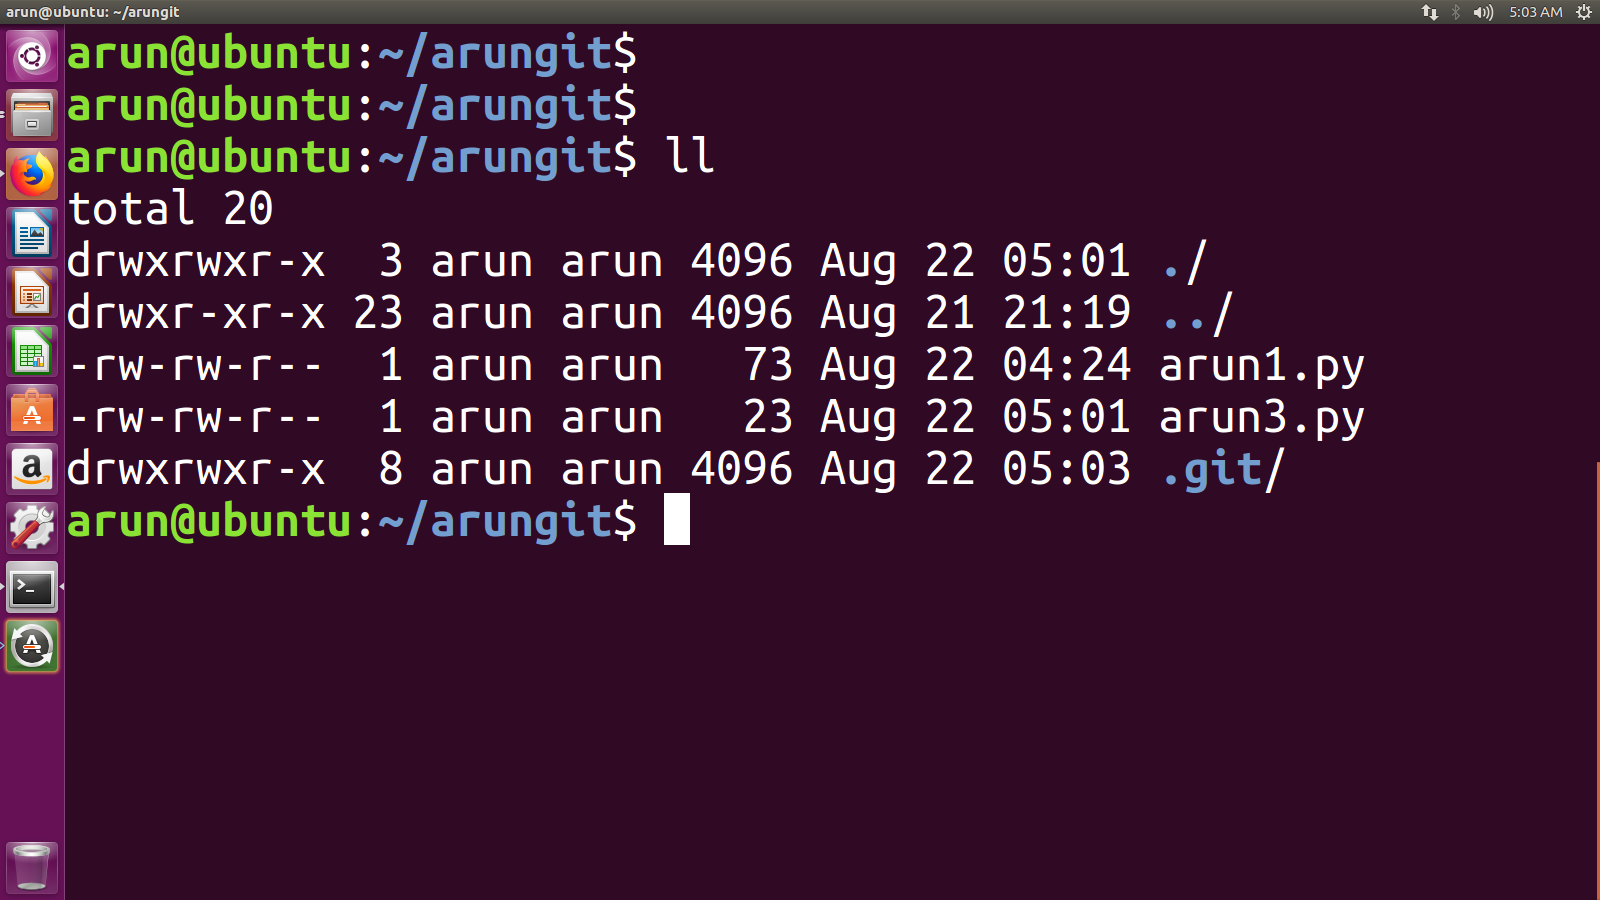 arun@ubuntu: ~/arungit
5:03 AM
arun@ubuntu:~/arungit$
arun@ubuntu:~/arungit$
arun@ubuntu:~/arungit$ ll
total 20
drwxrwxr-x  3 arun arun 4096 Aug 22 05:01 ./
drwxr-xr-x 23 arun arun 4096 Aug 21 21:19 ../
-rw-rw-r--  1 arun arun   73 Aug 22 04:24 arun1.py
-rw-rw-r--  1 arun arun   23 Aug 22 05:01 arun3.py
drwxrwxr-x  8 arun arun 4096 Aug 22 05:03 .git/
arun@ubuntu:~/arungit$